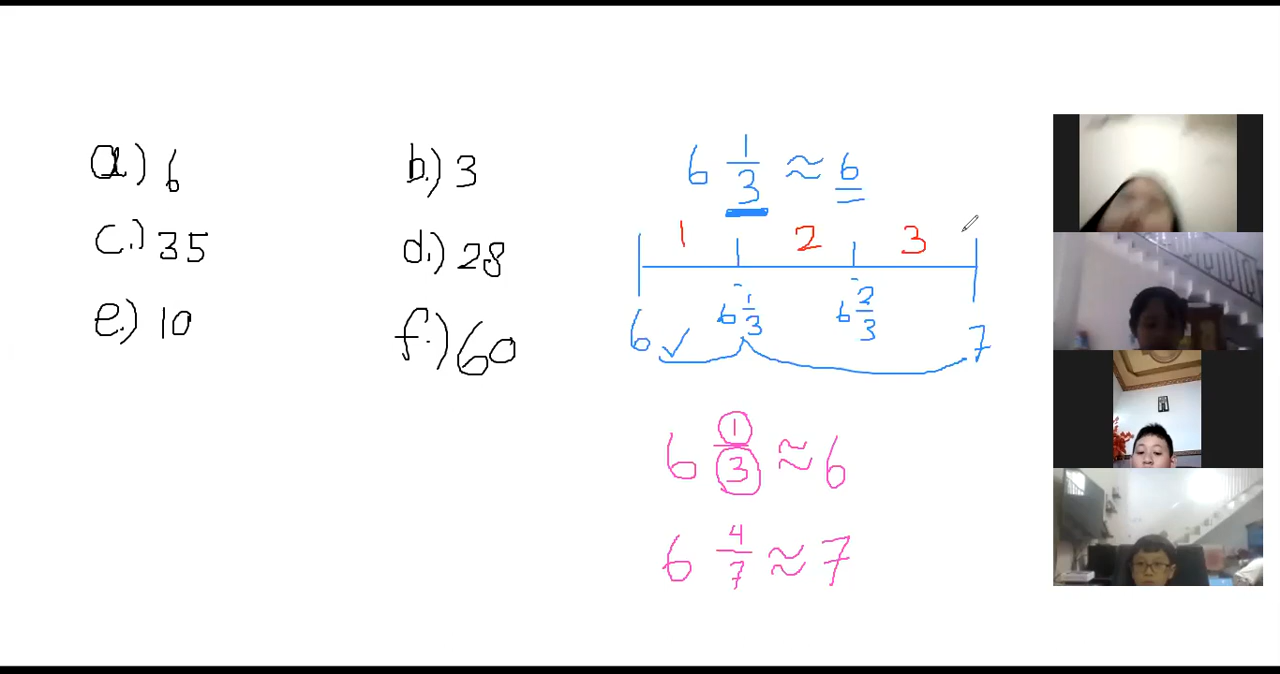 a.) 6
b.) 3
c.) 35
d.) 28
e.) 10
f.) 60
6 1/3 ≈ 6
1 2 3
6 6 1/3 6 2/3 7
6 1/3 ≈ 6
6 4/7 ≈ 7